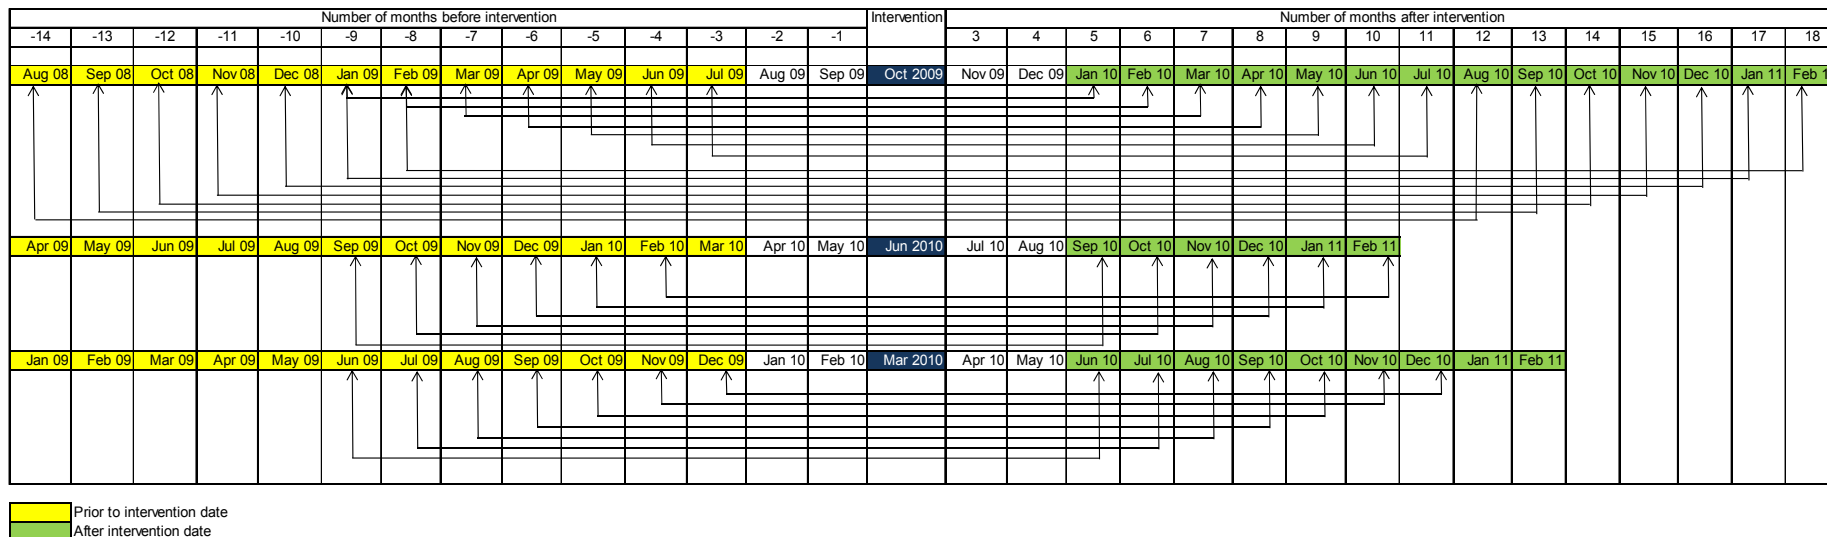 Number of months before intervention Intervention Number of months after intervention
-14 -13 -12 -11 -10 -9 -8 -7 -6 -5 -4 -3 -2 -1 3 4 5 6 7 8 9 10 11 12 13 14 15 16 17 18
Aug 08 Sep 08 Oct 08 Nov 08 Dec 08 Jan 09 Feb 09 Mar 09 Apr 09 May 09 Jun 09 Jul 09 Aug 09 Sep 09 Oct 2009 Nov 09 Dec 09 Jan 10 Feb 10 Mar 10 Apr 10 May 10 Jun 10 Jul 10 Aug 10 Sep 10 Oct 10 Nov 10 Dec 10 Jan 11 Feb 1
Apr 09 May 09 Jun 09 Jul 09 Aug 09 Sep 09 Oct 09 Nov 09 Dec 09 Jan 10 Feb 10 Mar 10 Apr 10 May 10 Jun 2010 Jul 10 Aug 10 Sep 10 Oct 10 Nov 10 Dec 10 Jan 11 Feb 11
Jan 09 Feb 09 Mar 09 Apr 09 May 09 Jun 09 Jul 09 Aug 09 Sep 09 Oct 09 Nov 09 Dec 09 Jan 10 Feb 10 Mar 2010 Apr 10 May 10 Jun 10 Jul 10 Aug 10 Sep 10 Oct 10 Nov 10 Dec 10 Jan 11 Feb 11
Prior to intervention date
After intervention date